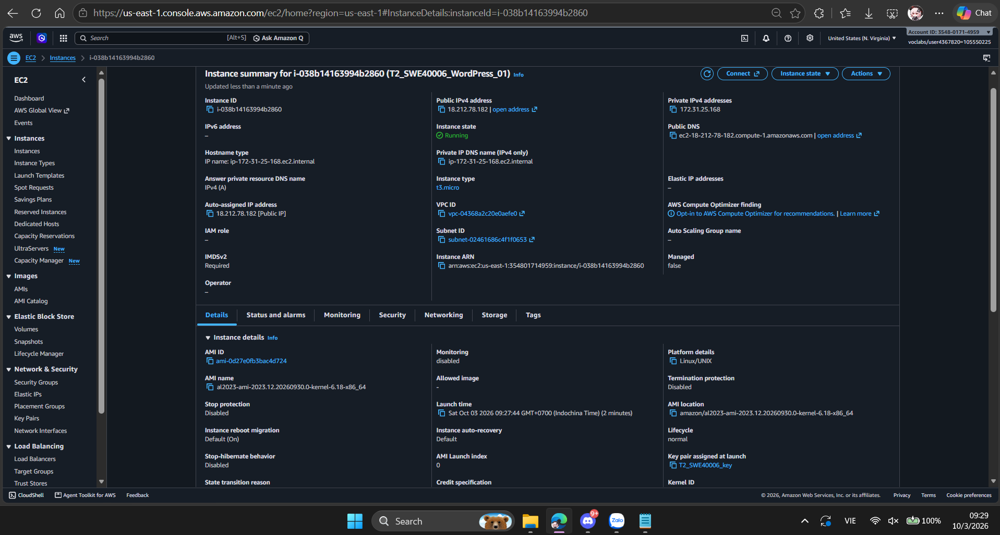 https://us-east-1.console.aws.amazon.com/ec2/home?region=us-east-1#InstanceDetails:instanceId=i-038b14163994b2860
Chat
aws
Search
[Alt+S]
Ask Amazon Q
United States (N. Virginia)
Account ID: 3548-0171-4959
voclabs/user4367820=105550225
EC2
Instances
i-038b14163994b2860
EC2
Dashboard
AWS Global View
Events
Instances
Instances
Instance Types
Launch Templates
Spot Requests
Savings Plans
Reserved Instances
Dedicated Hosts
Capacity Reservations
UltraServers New
Capacity Manager New
Images
AMIs
AMI Catalog
Elastic Block Store
Volumes
Snapshots
Lifecycle Manager
Network & Security
Security Groups
Elastic IPs
Placement Groups
Key Pairs
Network Interfaces
Load Balancing
Load Balancers
Target Groups
Trust Stores
Instance summary for i-038b14163994b2860 (T2_SWE40006_WordPress_01) Info
Updated less than a minute ago
Connect
Instance state
Actions
Instance ID
i-038b14163994b2860
Public IPv4 address
18.212.78.182 | open address
Private IPv4 addresses
172.31.25.168
IPv6 address
–
Instance state
Running
Public DNS
ec2-18-212-78-182.compute-1.amazonaws.com | open address
Hostname type
IP name: ip-172-31-25-168.ec2.internal
Private IP DNS name (IPv4 only)
ip-172-31-25-168.ec2.internal
Answer private resource DNS name
IPv4 (A)
Instance type
t3.micro
Elastic IP addresses
–
Auto-assigned IP address
18.212.78.182 [Public IP]
VPC ID
vpc-04368a2c20e0aefe0
AWS Compute Optimizer finding
Opt-in to AWS Compute Optimizer for recommendations. | Learn more
IAM role
–
Subnet ID
subnet-02461686c4f1f0653
Auto Scaling Group name
–
IMDSv2
Required
Instance ARN
arn:aws:ec2:us-east-1:354801714959:instance/i-038b14163994b2860
Managed
false
Operator
–
Details
Status and alarms
Monitoring
Security
Networking
Storage
Tags
Instance details Info
AMI ID
ami-0d27e0fb3bac4d724
Monitoring
disabled
Platform details
Linux/UNIX
AMI name
al2023-ami-2023.12.20260930.0-kernel-6.18-x86_64
Allowed image
-
Termination protection
Disabled
Stop protection
Disabled
Launch time
Sat Oct 03 2026 09:27:44 GMT+0700 (Indochina Time) (2 minutes)
AMI location
amazon/al2023-ami-2023.12.20260930.0-kernel-6.18-x86_64
Instance reboot migration
Default (On)
Instance auto-recovery
Default
Lifecycle
normal
Stop-hibernate behavior
Disabled
AMI Launch index
0
Key pair assigned at launch
T2_SWE40006_key
State transition reason
Credit specification
Kernel ID
CloudShell
Agent Toolkit for AWS
Feedback
© 2026, Amazon Web Services, Inc. or its affiliates.
Privacy
Terms
Cookie preferences
Search
9+
Zalo
VIE
100%
09:29
10/3/2026